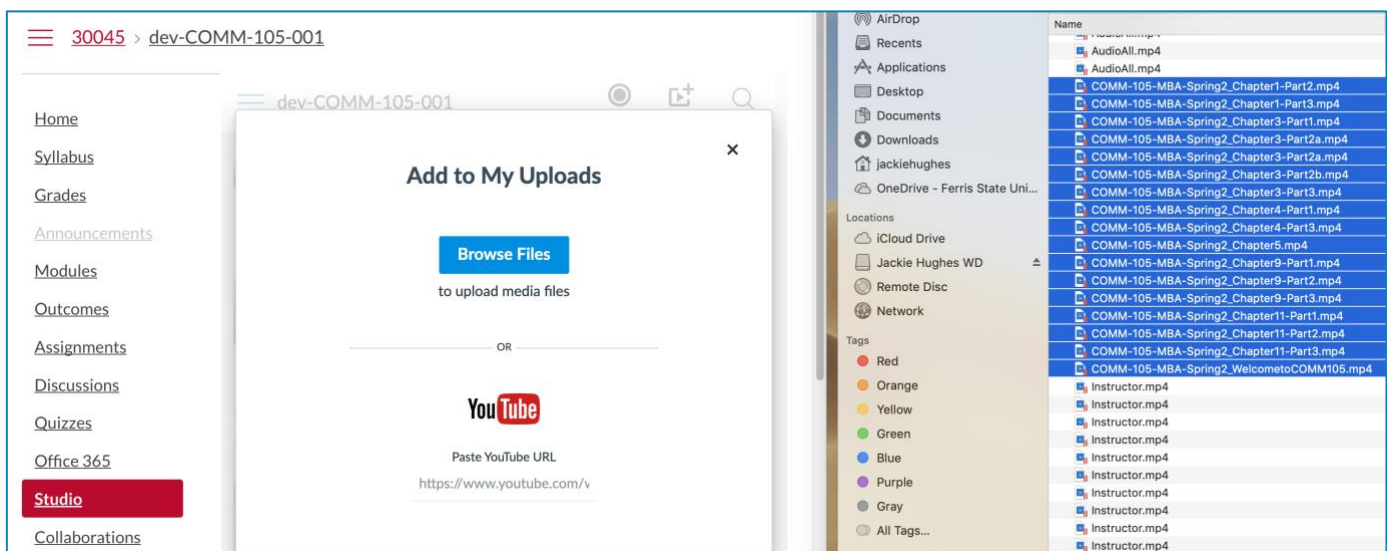 30045 > dev-COMM-105-001
Home
Syllabus
Grades
Announcements
Modules
Outcomes
Assignments
Discussions
Quizzes
Office 365
Studio
Collaborations
dev-COMM-105-001
×
Add to My Uploads
Browse Files
to upload media files
OR
YouTube
Paste YouTube URL
https://www.youtube.com/v
AirDrop
Recents
Applications
Desktop
Documents
Downloads
jackiehughes
OneDrive - Ferris State Uni...
Locations
iCloud Drive
Jackie Hughes WD
Remote Disc
Network
Tags
Red
Orange
Yellow
Green
Blue
Purple
Gray
All Tags...
Name
AudioAll.mp4
AudioAll.mp4
AudioAll.mp4
COMM-105-MBA-Spring2_Chapter1-Part2.mp4
COMM-105-MBA-Spring2_Chapter1-Part3.mp4
COMM-105-MBA-Spring2_Chapter3-Part1.mp4
COMM-105-MBA-Spring2_Chapter3-Part2a.mp4
COMM-105-MBA-Spring2_Chapter3-Part2a.mp4
COMM-105-MBA-Spring2_Chapter3-Part2b.mp4
COMM-105-MBA-Spring2_Chapter3-Part3.mp4
COMM-105-MBA-Spring2_Chapter4-Part1.mp4
COMM-105-MBA-Spring2_Chapter4-Part3.mp4
COMM-105-MBA-Spring2_Chapter5.mp4
COMM-105-MBA-Spring2_Chapter9-Part1.mp4
COMM-105-MBA-Spring2_Chapter9-Part2.mp4
COMM-105-MBA-Spring2_Chapter9-Part3.mp4
COMM-105-MBA-Spring2_Chapter11-Part1.mp4
COMM-105-MBA-Spring2_Chapter11-Part2.mp4
COMM-105-MBA-Spring2_Chapter11-Part3.mp4
COMM-105-MBA-Spring2_WelcometoCOMM105.mp4
Instructor.mp4
Instructor.mp4
Instructor.mp4
Instructor.mp4
Instructor.mp4
Instructor.mp4
Instructor.mp4
Instructor.mp4
Instructor.mp4
Instructor.mp4